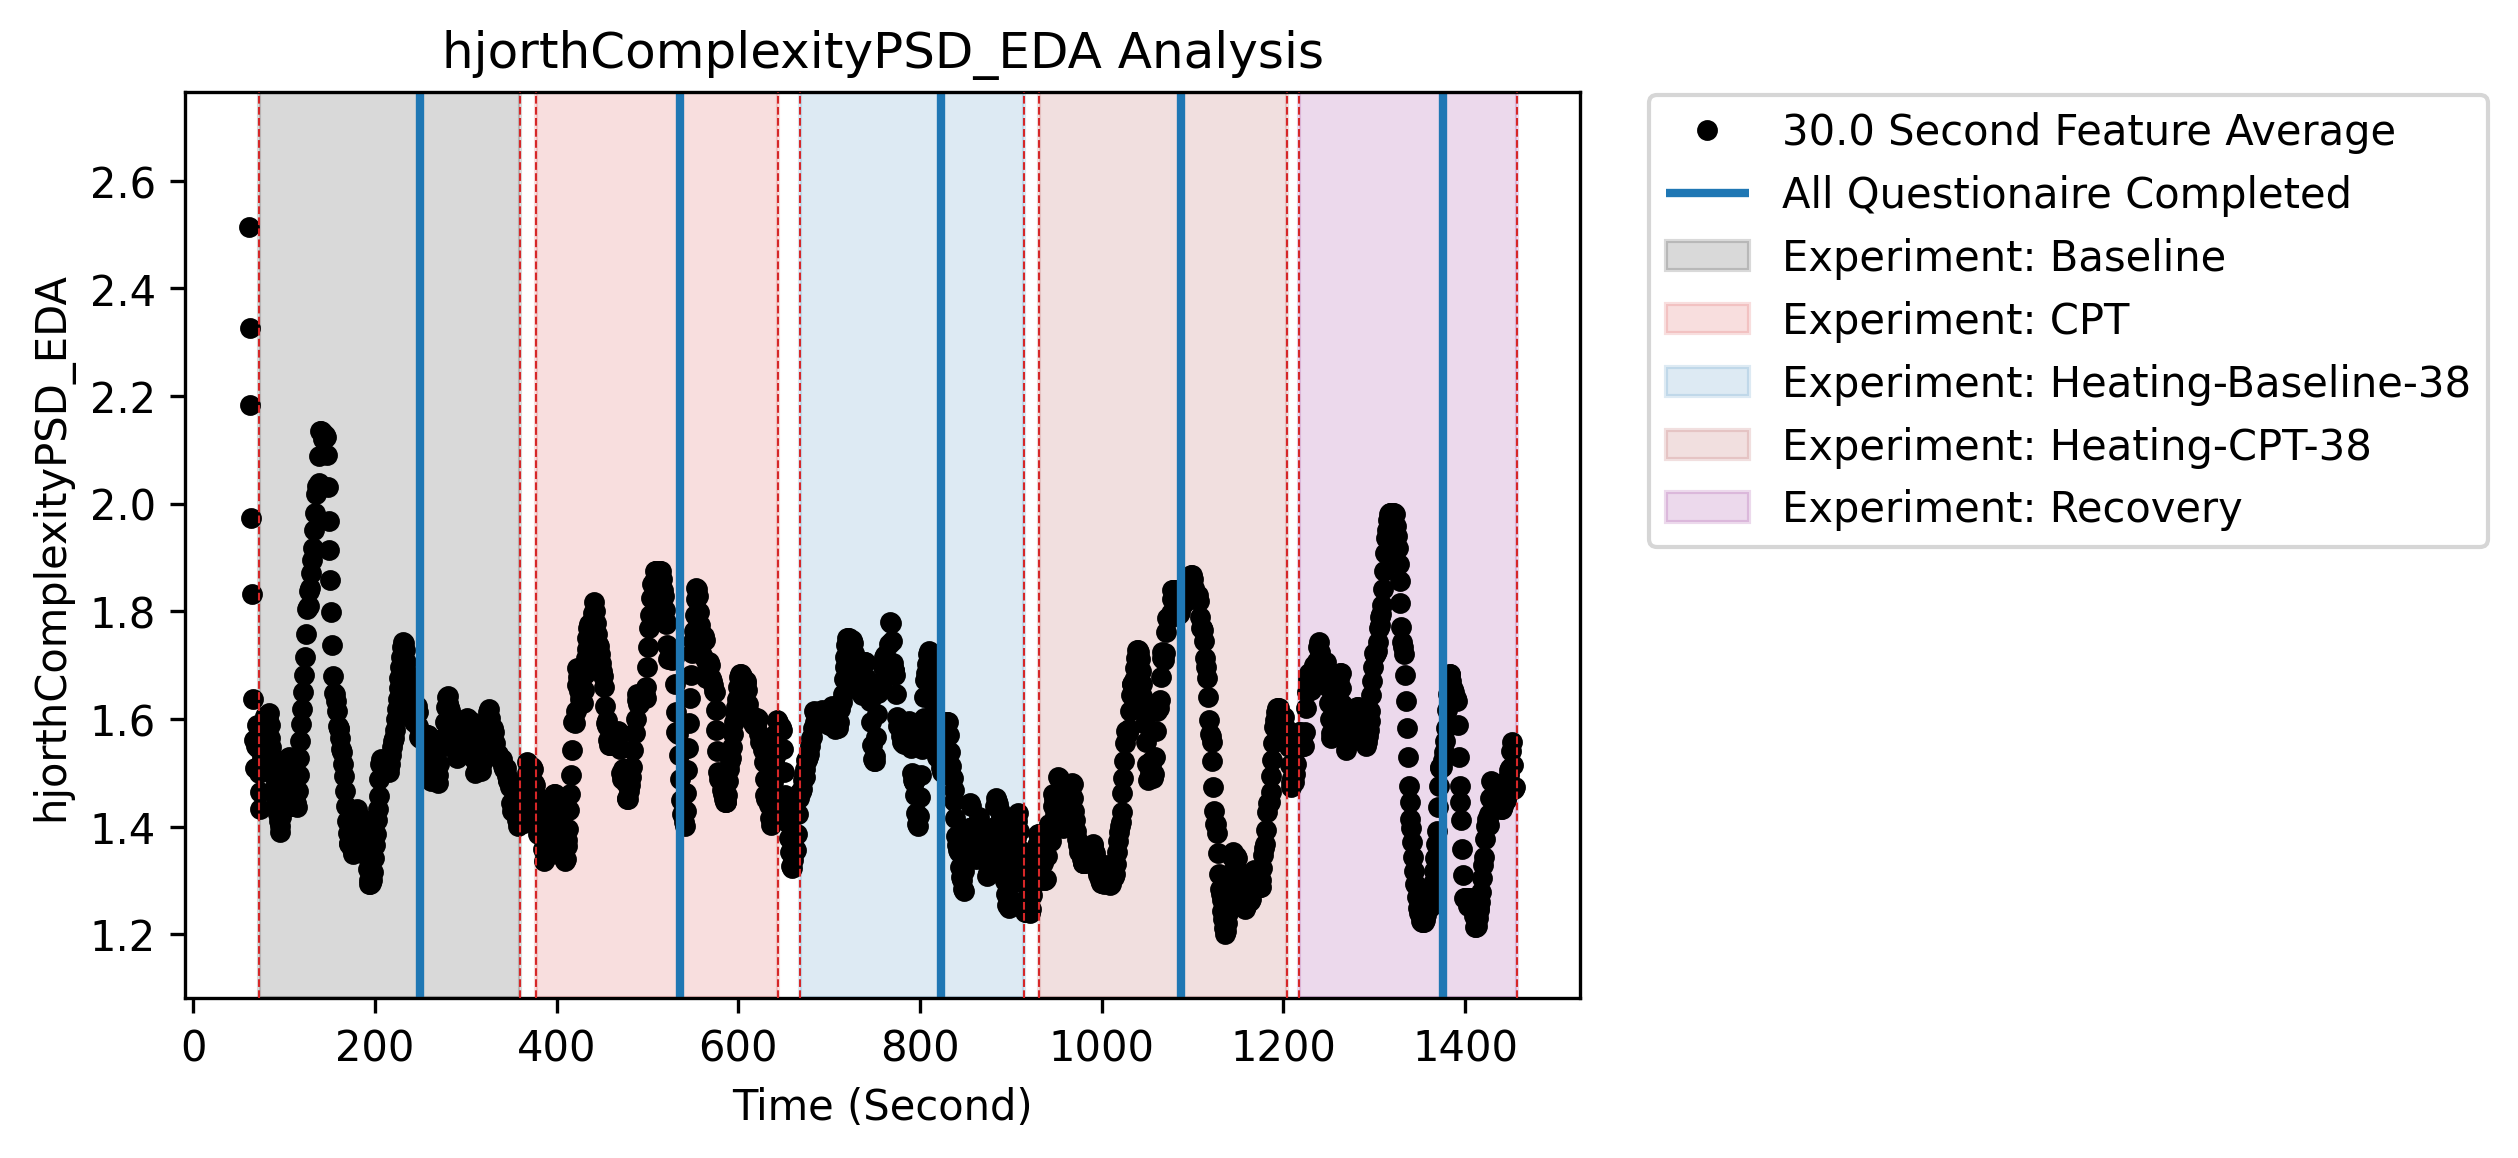 hjorthComplexityPSD_EDA Analysis
hjorthComplexityPSD_EDA
2.6
2.4
2.2
2.0
1.8
1.6
1.4
1.2
0
200
400
600
800
1000
1200
1400
Time (Second)
30.0 Second Feature Average
All Questionaire Completed
Experiment: Baseline
Experiment: CPT
Experiment: Heating-Baseline-38
Experiment: Heating-CPT-38
Experiment: Recovery